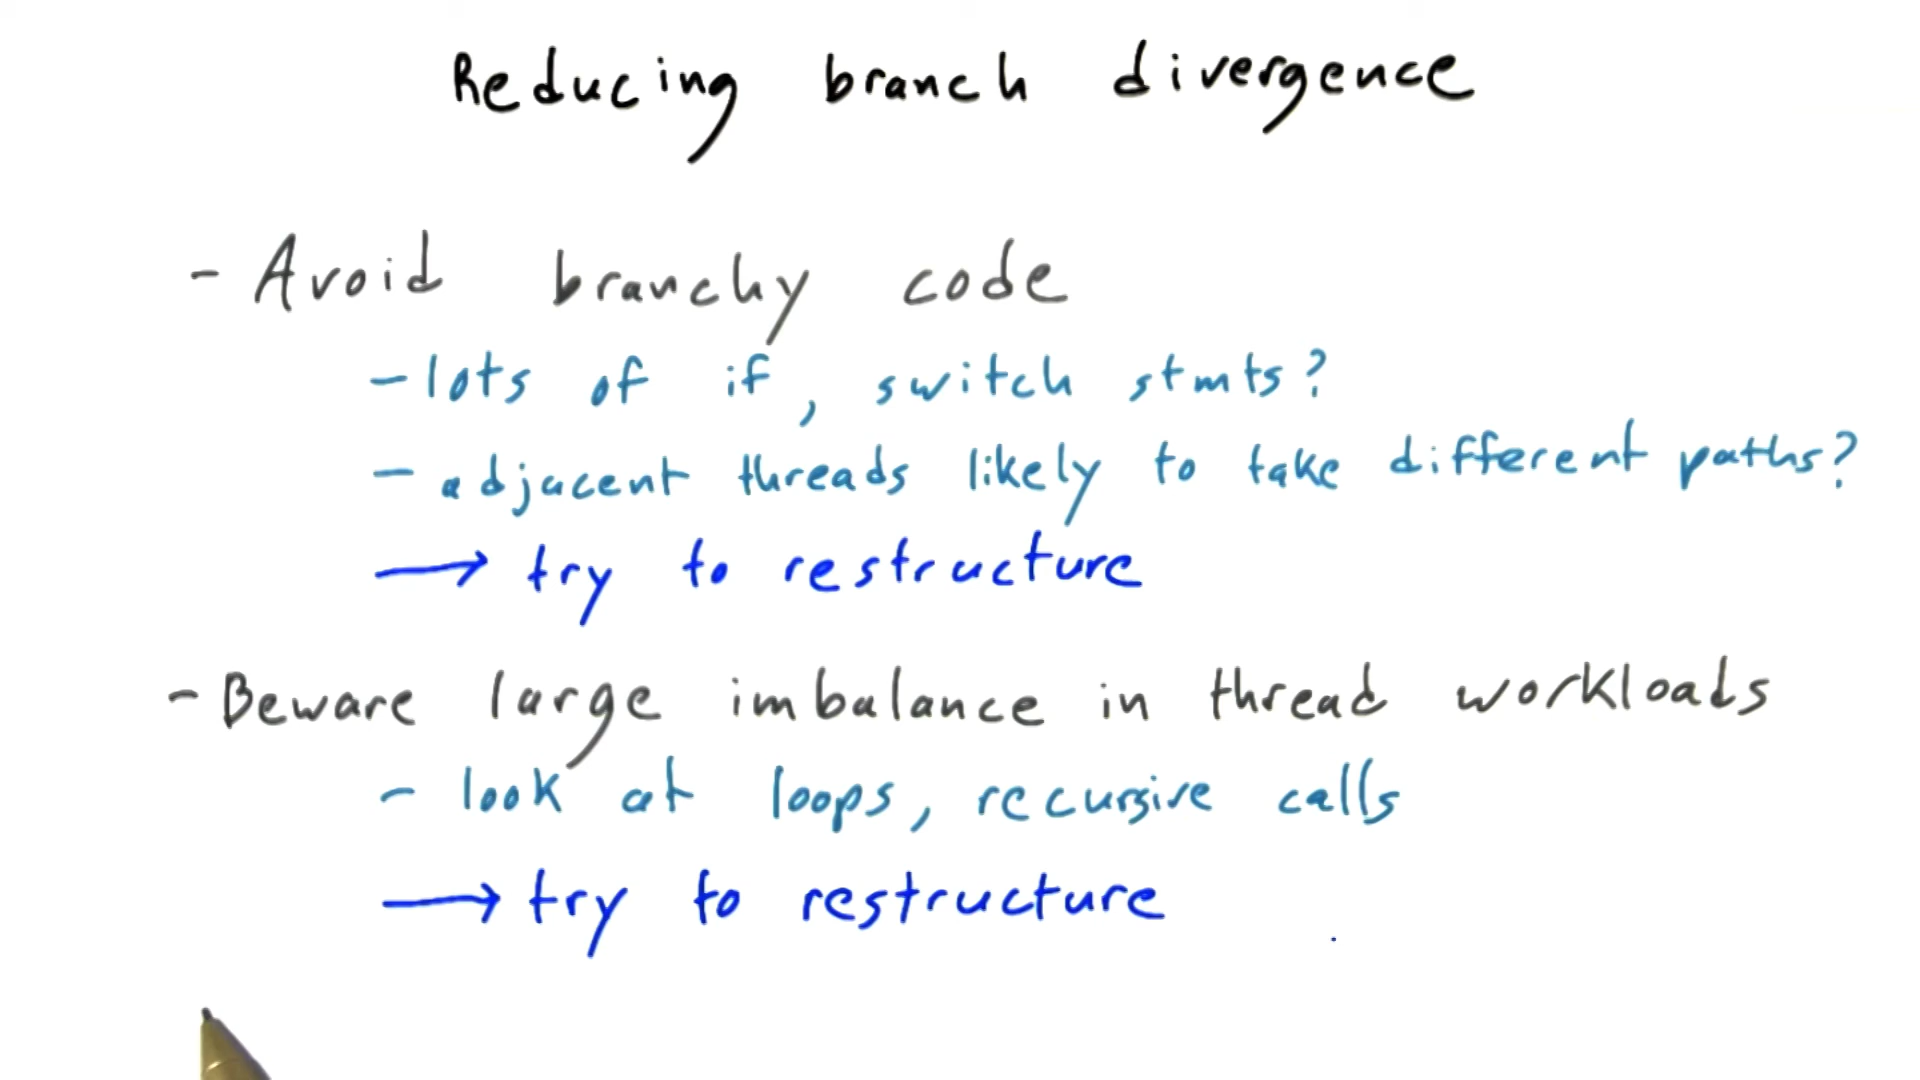 Reducing branch divergence
- Avoid branchy code
- lots of if, switch stmts?
- adjacent threads likely to take different paths?
→ try to restructure
- Beware large imbalance in thread workloads
- look at loops, recursive calls
→ try to restructure